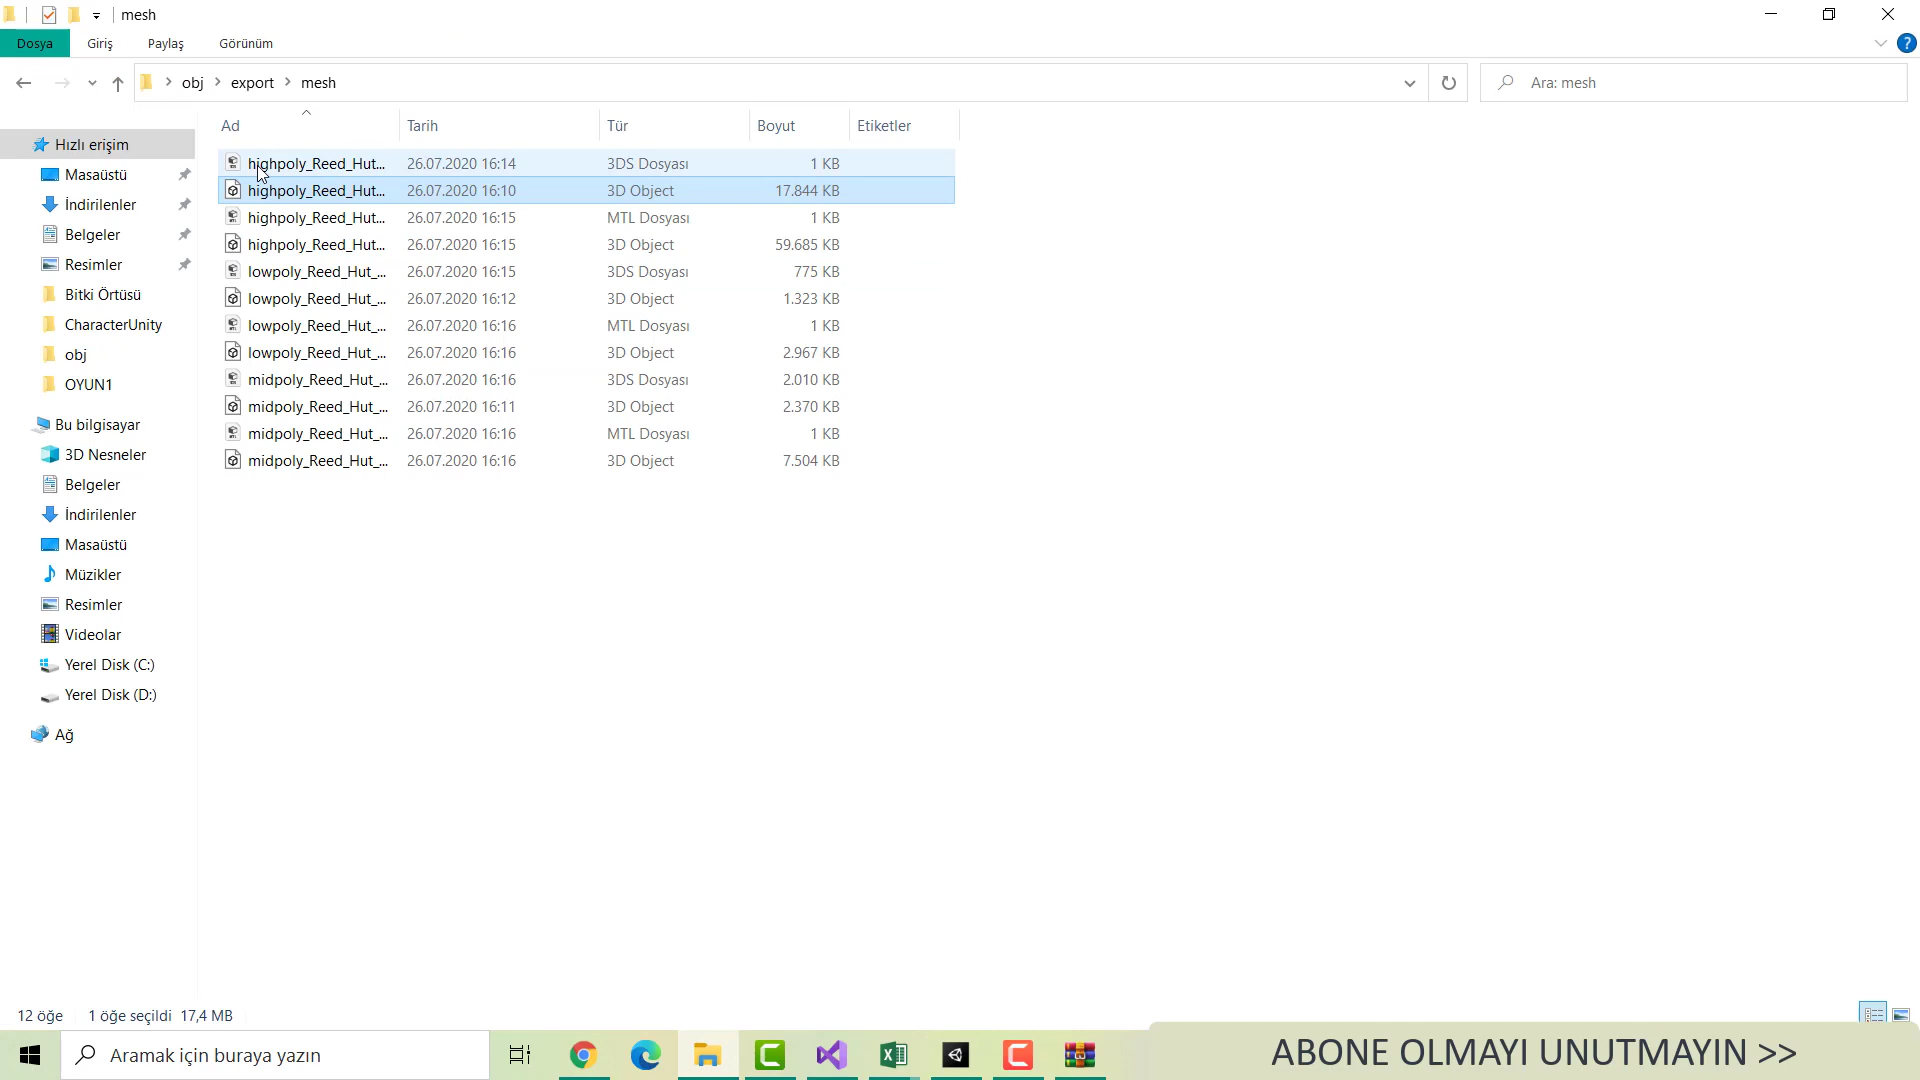 mesh
Dosya Giriş Paylaş Görünüm ?
obj export mesh Ara: mesh
Ad Tarih Tür Boyut Etiketler
Hızlı erişim
Masaüstü
İndirilenler
Belgeler
Resimler
Bitki Örtüsü
CharacterUnity
obj
OYUN1
Bu bilgisayar
3D Nesneler
Belgeler
İndirilenler
Masaüstü
Müzikler
Resimler
Videolar
Yerel Disk (C:)
Yerel Disk (D:)
Ağ
highpoly_Reed_Hut... 26.07.2020 16:14 3DS Dosyası 1 KB
highpoly_Reed_Hut... 26.07.2020 16:10 3D Object 17.844 KB
highpoly_Reed_Hut... 26.07.2020 16:15 MTL Dosyası 1 KB
highpoly_Reed_Hut... 26.07.2020 16:15 3D Object 59.685 KB
lowpoly_Reed_Hut_... 26.07.2020 16:15 3DS Dosyası 775 KB
lowpoly_Reed_Hut_... 26.07.2020 16:12 3D Object 1.323 KB
lowpoly_Reed_Hut_... 26.07.2020 16:16 MTL Dosyası 1 KB
lowpoly_Reed_Hut_... 26.07.2020 16:16 3D Object 2.967 KB
midpoly_Reed_Hut_... 26.07.2020 16:16 3DS Dosyası 2.010 KB
midpoly_Reed_Hut_... 26.07.2020 16:11 3D Object 2.370 KB
midpoly_Reed_Hut_... 26.07.2020 16:16 MTL Dosyası 1 KB
midpoly_Reed_Hut_... 26.07.2020 16:16 3D Object 7.504 KB
12 öğe 1 öğe seçildi 17,4 MB
Aramak için buraya yazın
ABONE OLMAYI UNUTMAYIN >>